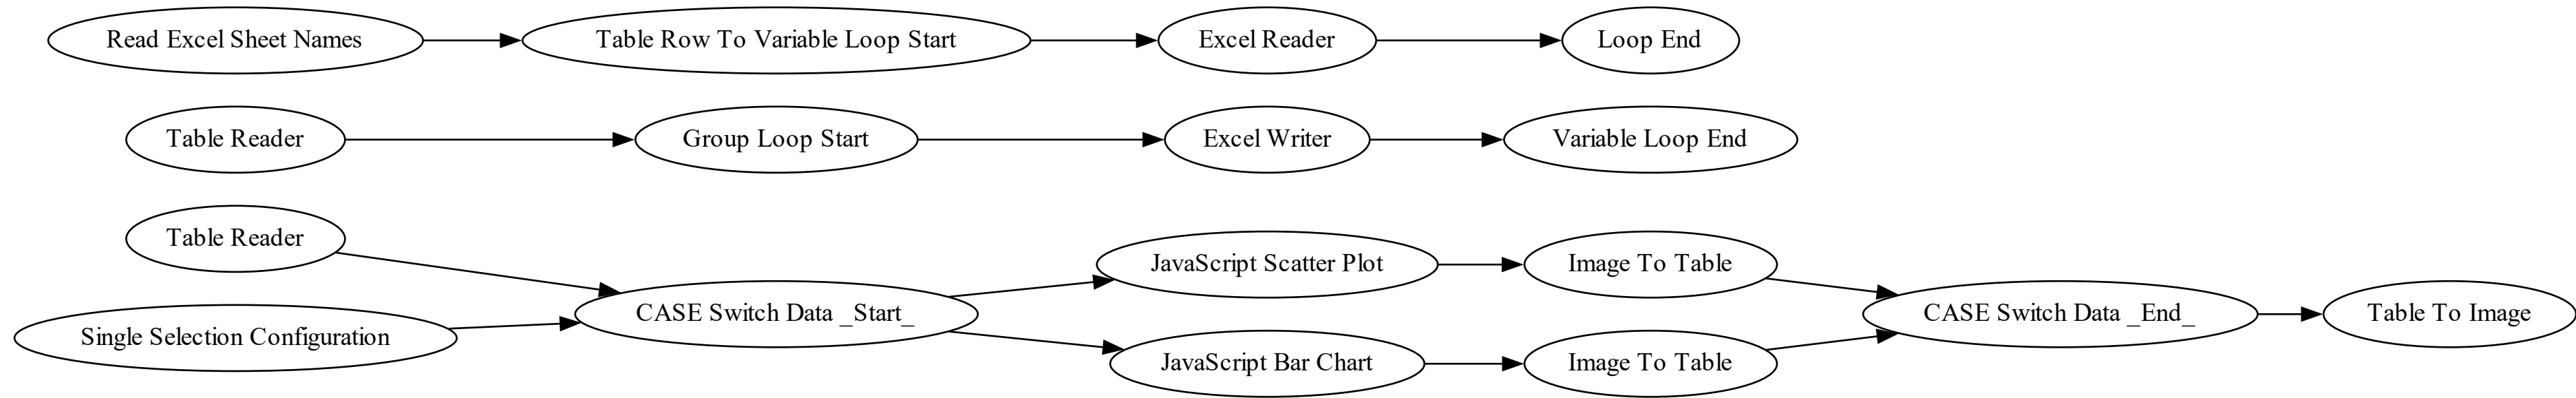 Read Excel Sheet Names
Table Row To Variable Loop Start
Excel Reader
Loop End
Table Reader
Group Loop Start
Excel Writer
Variable Loop End
Table Reader
Single Selection Configuration
CASE Switch Data _Start_
JavaScript Scatter Plot
Image To Table
JavaScript Bar Chart
Image To Table
CASE Switch Data _End_
Table To Image